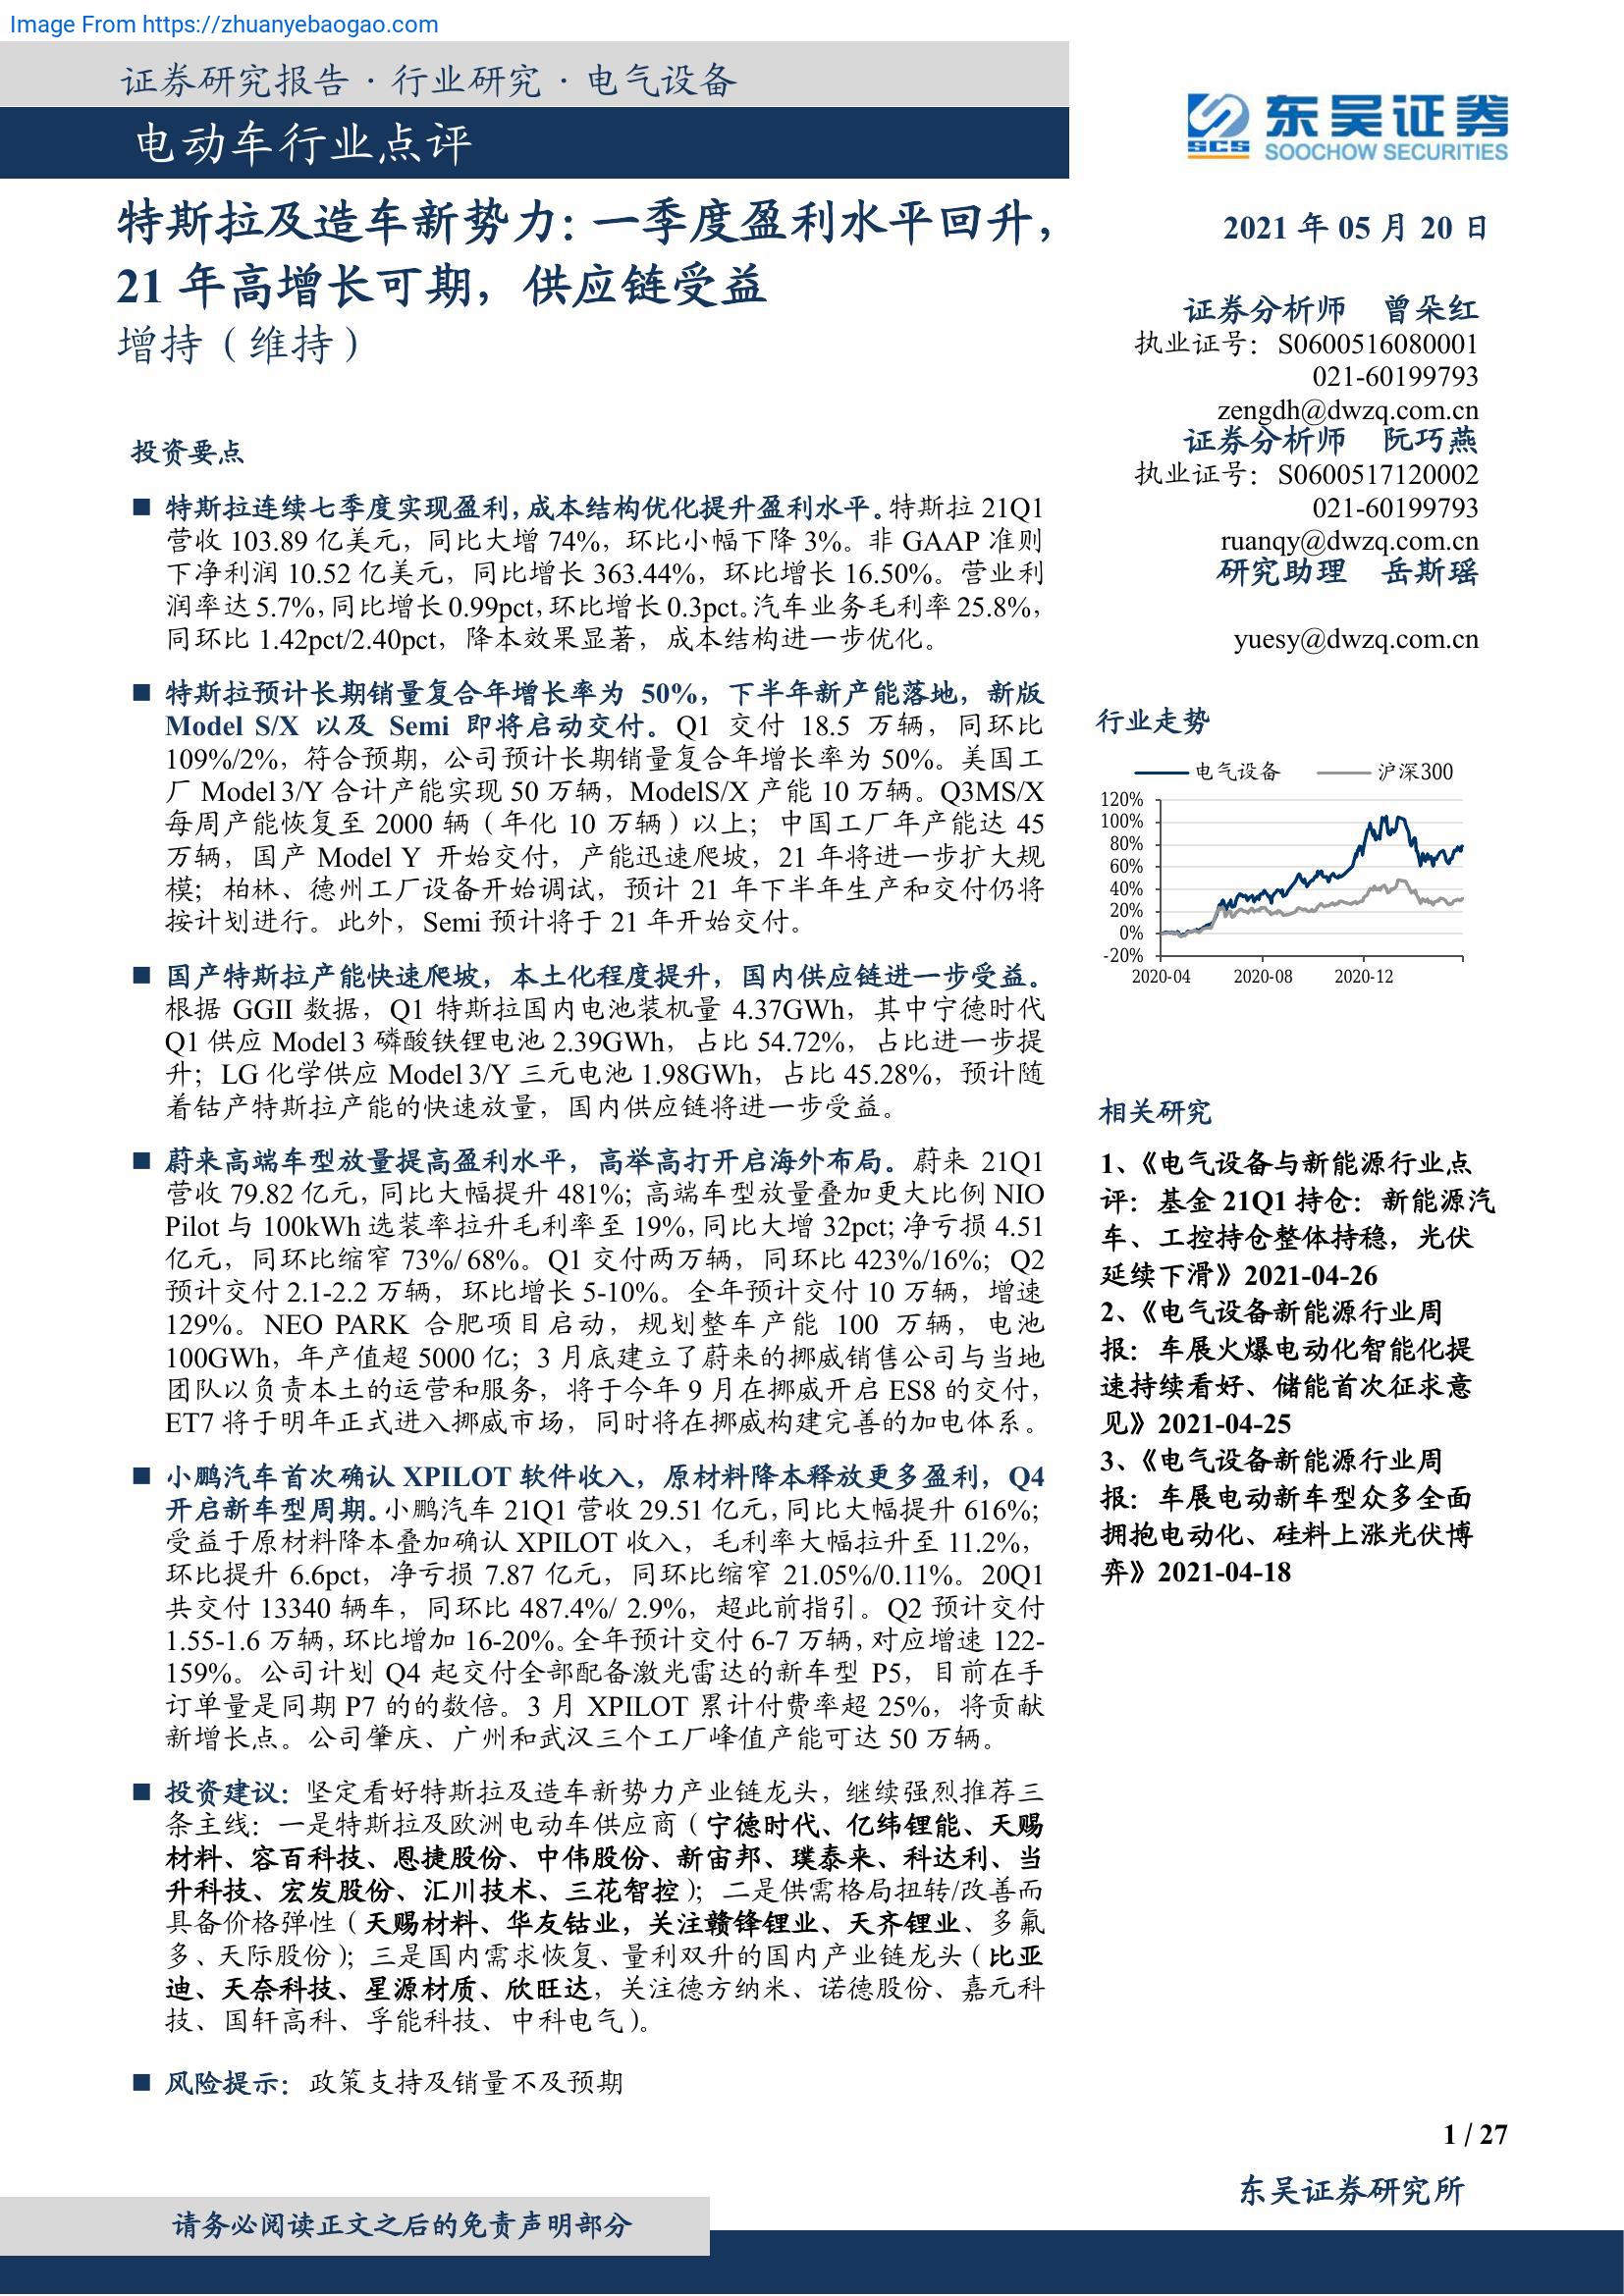 Image From https://zhuanyebaogao.com
证券研究报告·行业研究·电气设备
电动车行业点评
东吴证券
SCS
SOOCHOW SECURITIES
特斯拉及造车新势力：一季度盈利水平回升，
21 年高增长可期，供应链受益
增持（维持）
投资要点
■ 特斯拉连续七季度实现盈利，成本结构优化提升盈利水平。特斯拉 21Q1
营收 103.89 亿美元，同比大增 74%，环比小幅下降 3%。非 GAAP 准则
下净利润 10.52 亿美元，同比增长 363.44%，环比增长 16.50%。营业利
润率达 5.7%，同比增长 0.99pct，环比增长 0.3pct。汽车业务毛利率 25.8%，
同环比 1.42pct/2.40pct，降本效果显著，成本结构进一步优化。
■ 特斯拉预计长期销量复合年增长率为 50%，下半年新产能落地，新版
Model S/X 以及 Semi 即将启动交付。Q1 交付 18.5 万辆，同环比
109%/2%，符合预期，公司预计长期销量复合年增长率为 50%。美国工
厂 Model 3/Y 合计产能实现 50 万辆，ModelS/X 产能 10 万辆。Q3MS/X
每周产能恢复至 2000 辆（年化 10 万辆）以上；中国工厂年产能达 45
万辆，国产 Model Y 开始交付，产能迅速爬坡，21 年将进一步扩大规
模；柏林、德州工厂设备开始调试，预计 21 年下半年生产和交付仍将
按计划进行。此外，Semi 预计将于 21 年开始交付。
■ 国产特斯拉产能快速爬坡，本土化程度提升，国内供应链进一步受益。
根据 GGII 数据，Q1 特斯拉国内电池装机量 4.37GWh，其中宁德时代
Q1 供应 Model 3 磷酸铁锂电池 2.39GWh，占比 54.72%，占比进一步提
升；LG 化学供应 Model 3/Y 三元电池 1.98GWh，占比 45.28%，预计随
着钴产特斯拉产能的快速放量，国内供应链将进一步受益。
■ 蔚来高端车型放量提高盈利水平，高举高打开启海外布局。蔚来 21Q1
营收 79.82 亿元，同比大幅提升 481%；高端车型放量叠加更大比例 NIO
Pilot 与 100kWh 选装率拉升毛利率至 19%，同比大增 32pct；净亏损 4.51
亿元，同环比缩窄 73%/ 68%。Q1 交付两万辆，同环比 423%/16%；Q2
预计交付 2.1-2.2 万辆，环比增长 5-10%。全年预计交付 10 万辆，增速
129%。NEO PARK 合肥项目启动，规划整车产能 100 万辆，电池
100GWh，年产值超 5000 亿；3 月底建立了蔚来的挪威销售公司与当地
团队以负责本土的运营和服务，将于今年 9 月在挪威开启 ES8 的交付，
ET7 将于明年正式进入挪威市场，同时将在挪威构建完善的加电体系。
■ 小鹏汽车首次确认 XPILOT 软件收入，原材料降本释放更多盈利，Q4
开启新车型周期。小鹏汽车 21Q1 营收 29.51 亿元，同比大幅提升 616%；
受益于原材料降本叠加确认 XPILOT 收入，毛利率大幅拉升至 11.2%，
环比提升 6.6pct，净亏损 7.87 亿元，同环比缩窄 21.05%/0.11%。20Q1
共交付 13340 辆车，同环比 487.4%/ 2.9%，超此前指引。Q2 预计交付
1.55-1.6 万辆，环比增加 16-20%。全年预计交付 6-7 万辆，对应增速 122-
159%。公司计划 Q4 起交付全部配备激光雷达的新车型 P5，目前在手
订单量是同期 P7 的的数倍。3 月 XPILOT 累计付费率超 25%，将贡献
新增长点。公司肇庆、广州和武汉三个工厂峰值产能可达 50 万辆。
■ 投资建议：坚定看好特斯拉及造车新势力产业链龙头，继续强烈推荐三
条主线：一是特斯拉及欧洲电动车供应商（宁德时代、亿纬锂能、天赐
材料、容百科技、恩捷股份、中伟股份、新宙邦、璞泰来、科达利、当
升科技、宏发股份、汇川技术、三花智控）；二是供需格局扭转/改善而
具备价格弹性（天赐材料、华友钴业，关注赣锋锂业、天齐锂业、多氟
多、天际股份）；三是国内需求恢复、量利双升的国内产业链龙头（比亚
迪、天奈科技、星源材质、欣旺达，关注德方纳米、诺德股份、嘉元科
技、国轩高科、孚能科技、中科电气）。
■ 风险提示：政策支持及销量不及预期
2021 年 05 月 20 日
证券分析师 曾朵红
执业证号：S0600516080001
021-60199793
zengdh@dwzq.com.cn
证券分析师 阮巧燕
执业证号：S0600517120002
021-60199793
ruanqy@dwzq.com.cn
研究助理 岳斯瑶
yuesy@dwzq.com.cn
行业走势
电气设备 沪深300
120%
100%
80%
60%
40%
20%
0%
-20%
2020-04 2020-08 2020-12
相关研究
1、《电气设备与新能源行业点
评：基金 21Q1 持仓：新能源汽
车、工控持仓整体持稳，光伏
延续下滑》2021-04-26
2、《电气设备新能源行业周
报：车展火爆电动化智能化提
速持续看好、储能首次征求意
见》2021-04-25
3、《电气设备新能源行业周
报：车展电动新车型众多全面
拥抱电动化、硅料上涨光伏博
弈》2021-04-18
1 / 27
东吴证券研究所
请务必阅读正文之后的免责声明部分